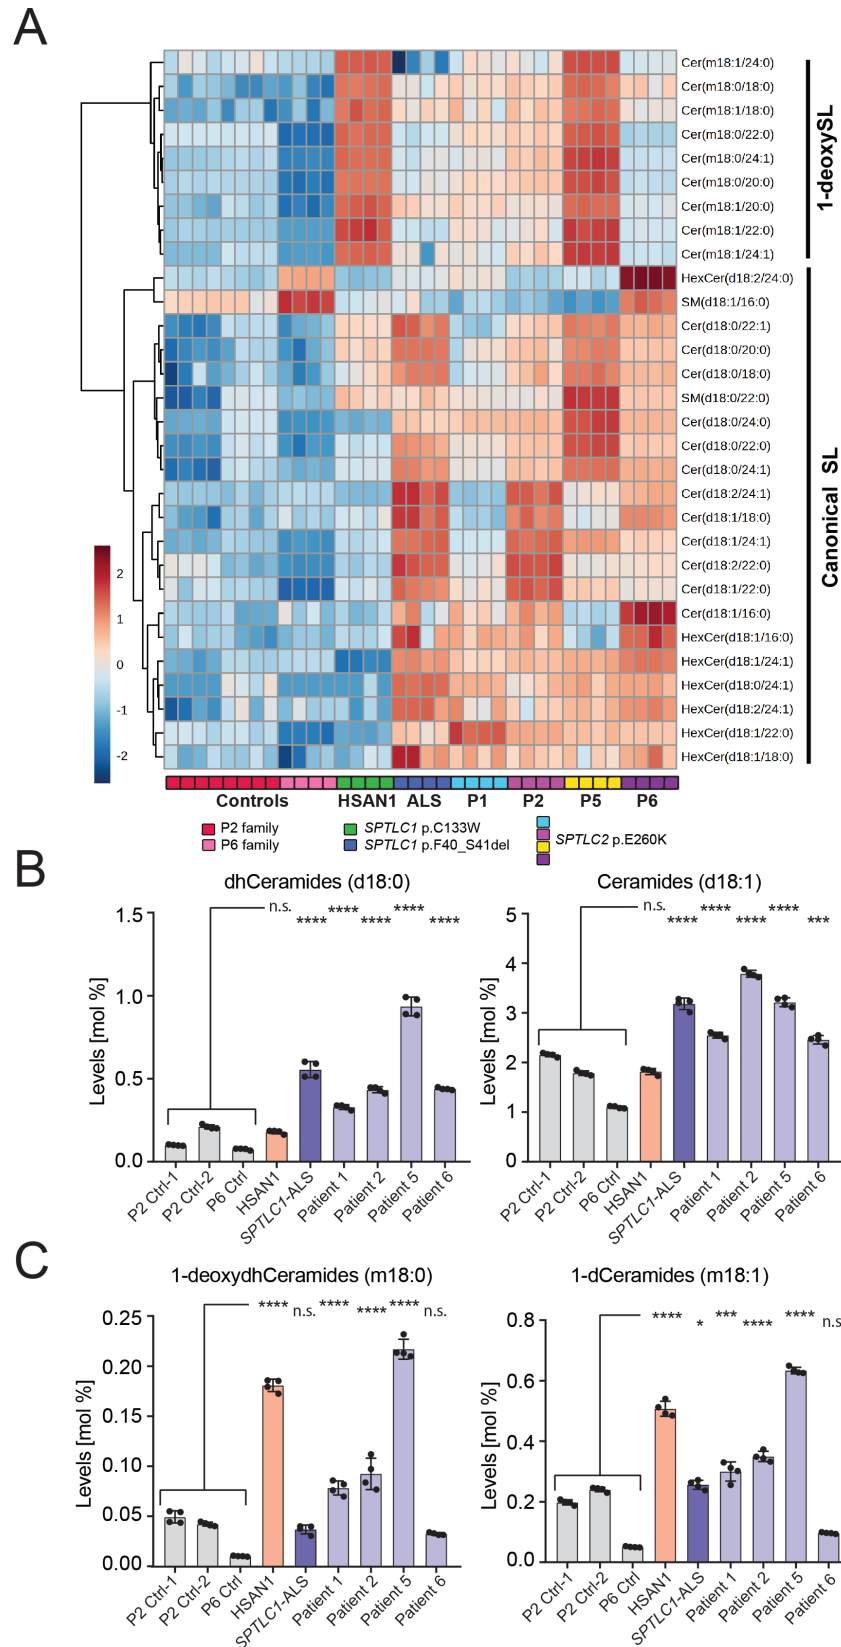 A
Cer(m18:1/24:0)
Cer(m18:0/18:0)
Cer(m18:1/18:0)
Cer(m18:0/22:0)
Cer(m18:0/24:1)
Cer(m18:0/20:0)
Cer(m18:1/20:0)
Cer(m18:1/22:0)
Cer(m18:1/24:1)
1-deoxySL
HexCer(d18:2/24:0)
SM(d18:1/16:0)
Cer(d18:0/22:1)
Cer(d18:0/20:0)
Cer(d18:0/18:0)
SM(d18:0/22:0)
Cer(d18:0/24:0)
Cer(d18:0/22:0)
Cer(d18:0/24:1)
Cer(d18:2/24:1)
Cer(d18:1/18:0)
Cer(d18:1/24:1)
Cer(d18:2/22:0)
Cer(d18:1/22:0)
Cer(d18:1/16:0)
HexCer(d18:1/16:0)
HexCer(d18:1/24:1)
HexCer(d18:0/24:1)
HexCer(d18:2/24:1)
HexCer(d18:1/22:0)
HexCer(d18:1/18:0)
Canonical SL
2
1
0
-1
-2
Controls HSAN1 ALS P1 P2 P5 P6
P2 family
P6 family
SPTLC1 p.C133W
SPTLC1 p.F40_S41del
SPTLC2 p.E260K
B
dhCeramides (d18:0)
n.s. **** **** **** **** ****
Levels [mol %]
1.5
1.0
0.5
0.0
P2 Ctrl-1
P2 Ctrl-2
P6 Ctrl
HSAN1
SPTLC1-ALS
Patient 1
Patient 2
Patient 5
Patient 6
Ceramides (d18:1)
n.s. **** **** **** **** ***
Levels [mol %]
5
4
3
2
1
0
P2 Ctrl-1
P2 Ctrl-2
P6 Ctrl
HSAN1
SPTLC1-ALS
Patient 1
Patient 2
Patient 5
Patient 6
C
1-deoxydhCeramides (m18:0)
**** n.s. **** **** **** n.s.
Levels [mol %]
0.25
0.20
0.15
0.10
0.05
0.00
P2 Ctrl-1
P2 Ctrl-2
P6 Ctrl
HSAN1
SPTLC1-ALS
Patient 1
Patient 2
Patient 5
Patient 6
1-dCeramides (m18:1)
**** * *** **** **** n.s
Levels [mol %]
0.8
0.6
0.4
0.2
0.0
P2 Ctrl-1
P2 Ctrl-2
P6 Ctrl
HSAN1
SPTLC1-ALS
Patient 1
Patient 2
Patient 5
Patient 6